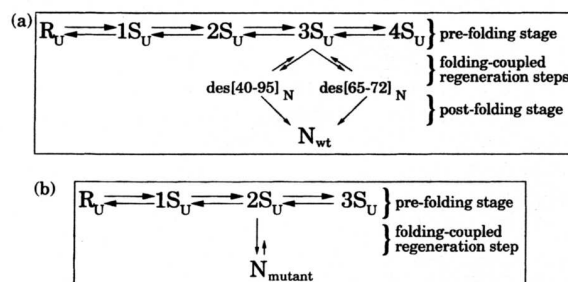 (a)
R_U 1S_U 2S_U 3S_U 4S_U } pre-folding stage
des[40-95]_N des[65-72]_N } folding-coupled
regeneration steps
} post-folding stage
N_wt
(b)
R_U 1S_U 2S_U 3S_U } pre-folding stage
} folding-coupled
regeneration step
N_mutant